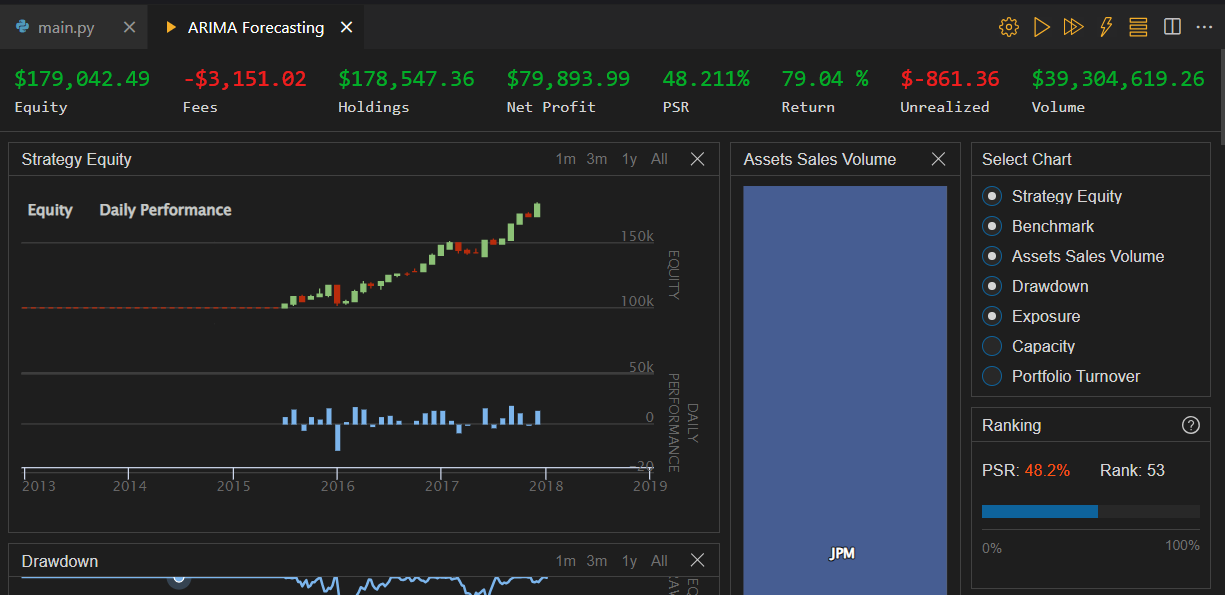 main.py
ARIMA Forecasting
$179,042.49 -$3,151.02 $178,547.36 $79,893.99 48.211% 79.04 % $-861.36 $39,304,619.26
Equity Fees Holdings Net Profit PSR Return Unrealized Volume
Strategy Equity
1m 3m 1y All
Equity Daily Performance
150k
100k
50k
0
-20
EQUITY
DAILY
PERFORMANCE
2013 2014 2015 2016 2017 2018 2019
Drawdown
1m 3m 1y All
Assets Sales Volume
JPM
Select Chart
Strategy Equity
Benchmark
Assets Sales Volume
Drawdown
Exposure
Capacity
Portfolio Turnover
Ranking
?
PSR: 48.2% Rank: 53
0% 100%